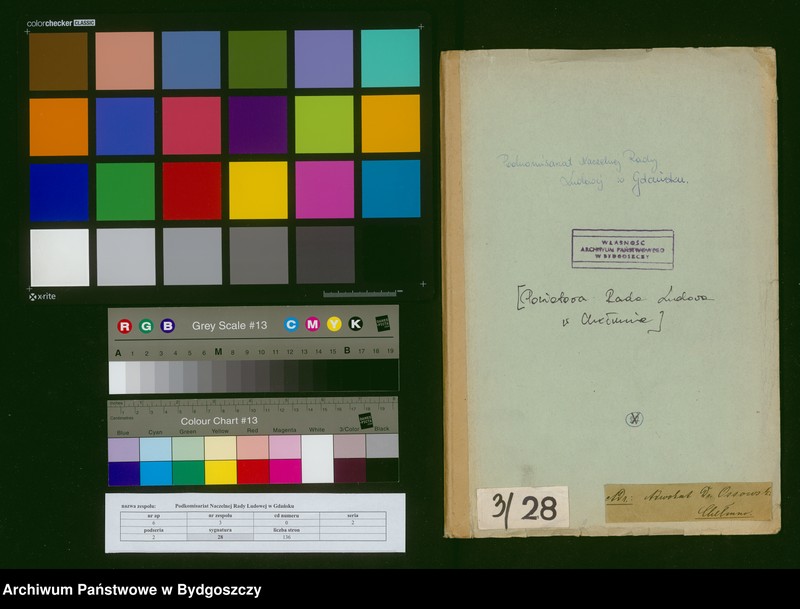 colorchecker CLASSIC
x-rite
R G B Grey Scale #13 C M Y K
A 1 2 3 4 5 6 M 8 9 10 11 12 13 14 15 B 17 18 19
Colour Chart #13
Blue Cyan Green Yellow Red Magenta White 3/Color Black
nazwa zespołu: Podkomisariat Naczelnej Rady Ludowej w Gdańsku
nr ap nr zespołu cd numeru seria
6 3 0 2
podseria sygnatura liczba stron
2 28 136
Podkomisariat Naczelnej Rady
Ludowej w Gdańsku.
WŁASNOŚĆ
ARCHIWUM PAŃSTWOWEGO
W BYDGOSZCZY
[Powiatowa Rada Ludowa
w Chełmnie]
3/28
Adwokat Dr. Ossowski
Archiwum Państwowe w Bydgoszczy